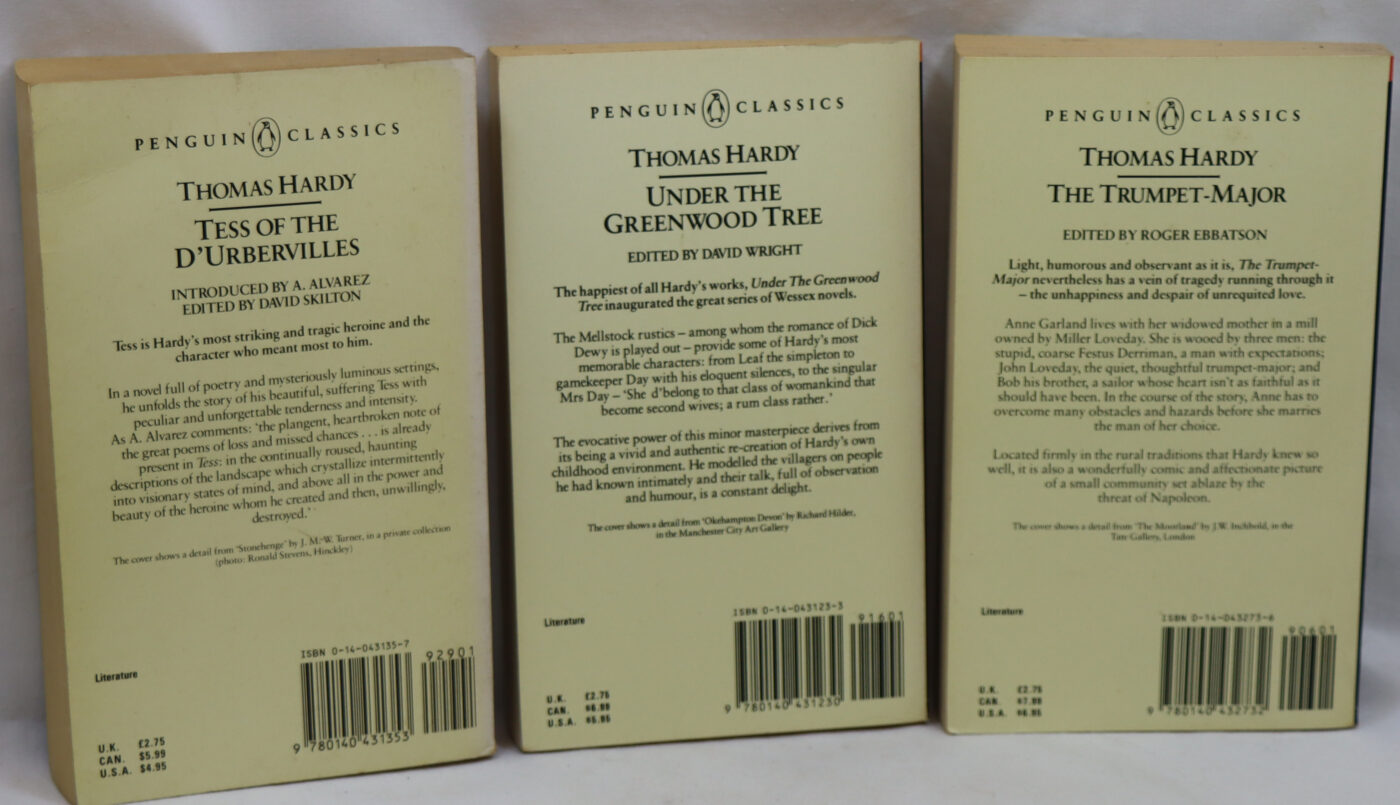 PENGUIN CLASSICS
THOMAS HARDY
TESS OF THE
D'URBERVILLES
INTRODUCED BY A. ALVAREZ
EDITED BY DAVID SKILTON
Tess is Hardy's most striking and tragic heroine and the
character who meant most to him.
In a novel full of poetry and mysteriously luminous settings,
he unfolds the story of his beautiful, suffering Tess with
peculiar and unforgettable tenderness and intensity.
As A. Alvarez comments: 'the plangent, heartbroken note of
the great poems of loss and missed chances . . . is already
present in Tess: in the continually roused, haunting
descriptions of the landscape which crystallize intermittently
into visionary states of mind, and above all in the power and
beauty of the heroine whom he created and then, unwillingly,
destroyed.'
The cover shows a detail from 'Stonehenge' by J. M. W. Turner, in a private collection
(photo: Ronald Stevens, Hinckley)
Literature
U.K. £2.75
CAN. $5.99
U.S.A. $4.95
ISBN 0-14-043135-7
92901
9 780140 431353
PENGUIN CLASSICS
THOMAS HARDY
UNDER THE
GREENWOOD TREE
EDITED BY DAVID WRIGHT
The happiest of all Hardy's works, Under The Greenwood
Tree inaugurated the great series of Wessex novels.
The Mellstock rustics – among whom the romance of Dick
Dewy is played out – provide some of Hardy's most
memorable characters: from Leaf the simpleton to
gamekeeper Day with his eloquent silences, to the singular
Mrs Day – 'She d'belong to that class of womankind that
become second wives; a rum class rather.'
The evocative power of this minor masterpiece derives from
its being a vivid and authentic re-creation of Hardy's own
childhood environment. He modelled the villagers on people
he had known intimately and their talk, full of observation
and humour, is a constant delight.
The cover shows a detail from 'Okehampton Devon' by Richard Hilder,
in the Manchester City Art Gallery
Literature
U.K. £2.75
CAN.
U.S.A.
ISBN 0-14-043123-3
91601
9 780140 431230
PENGUIN CLASSICS
THOMAS HARDY
THE TRUMPET-MAJOR
EDITED BY ROGER EBBATSON
Light, humorous and observant as it is, The Trumpet-
Major nevertheless has a vein of tragedy running through it
– the unhappiness and despair of unrequited love.
Anne Garland lives with her widowed mother in a mill
owned by Miller Loveday. She is wooed by three men: the
stupid, coarse Festus Derriman, a man with expectations;
John Loveday, the quiet, thoughtful trumpet-major; and
Bob his brother, a sailor whose heart isn't as faithful as it
should have been. In the course of the story, Anne has to
overcome many obstacles and hazards before she marries
the man of her choice.
Located firmly in the rural traditions that Hardy knew so
well, it is also a wonderfully comic and affectionate picture
of a small community set ablaze by the
threat of Napoleon.
The cover shows a detail from 'The Moorland' by J.W. Inchbold, in the
Tate Gallery, London
Literature
U.K. £2.75
CAN.
U.S.A.
ISBN 0-14-043273-6
90601
9 780140 432732